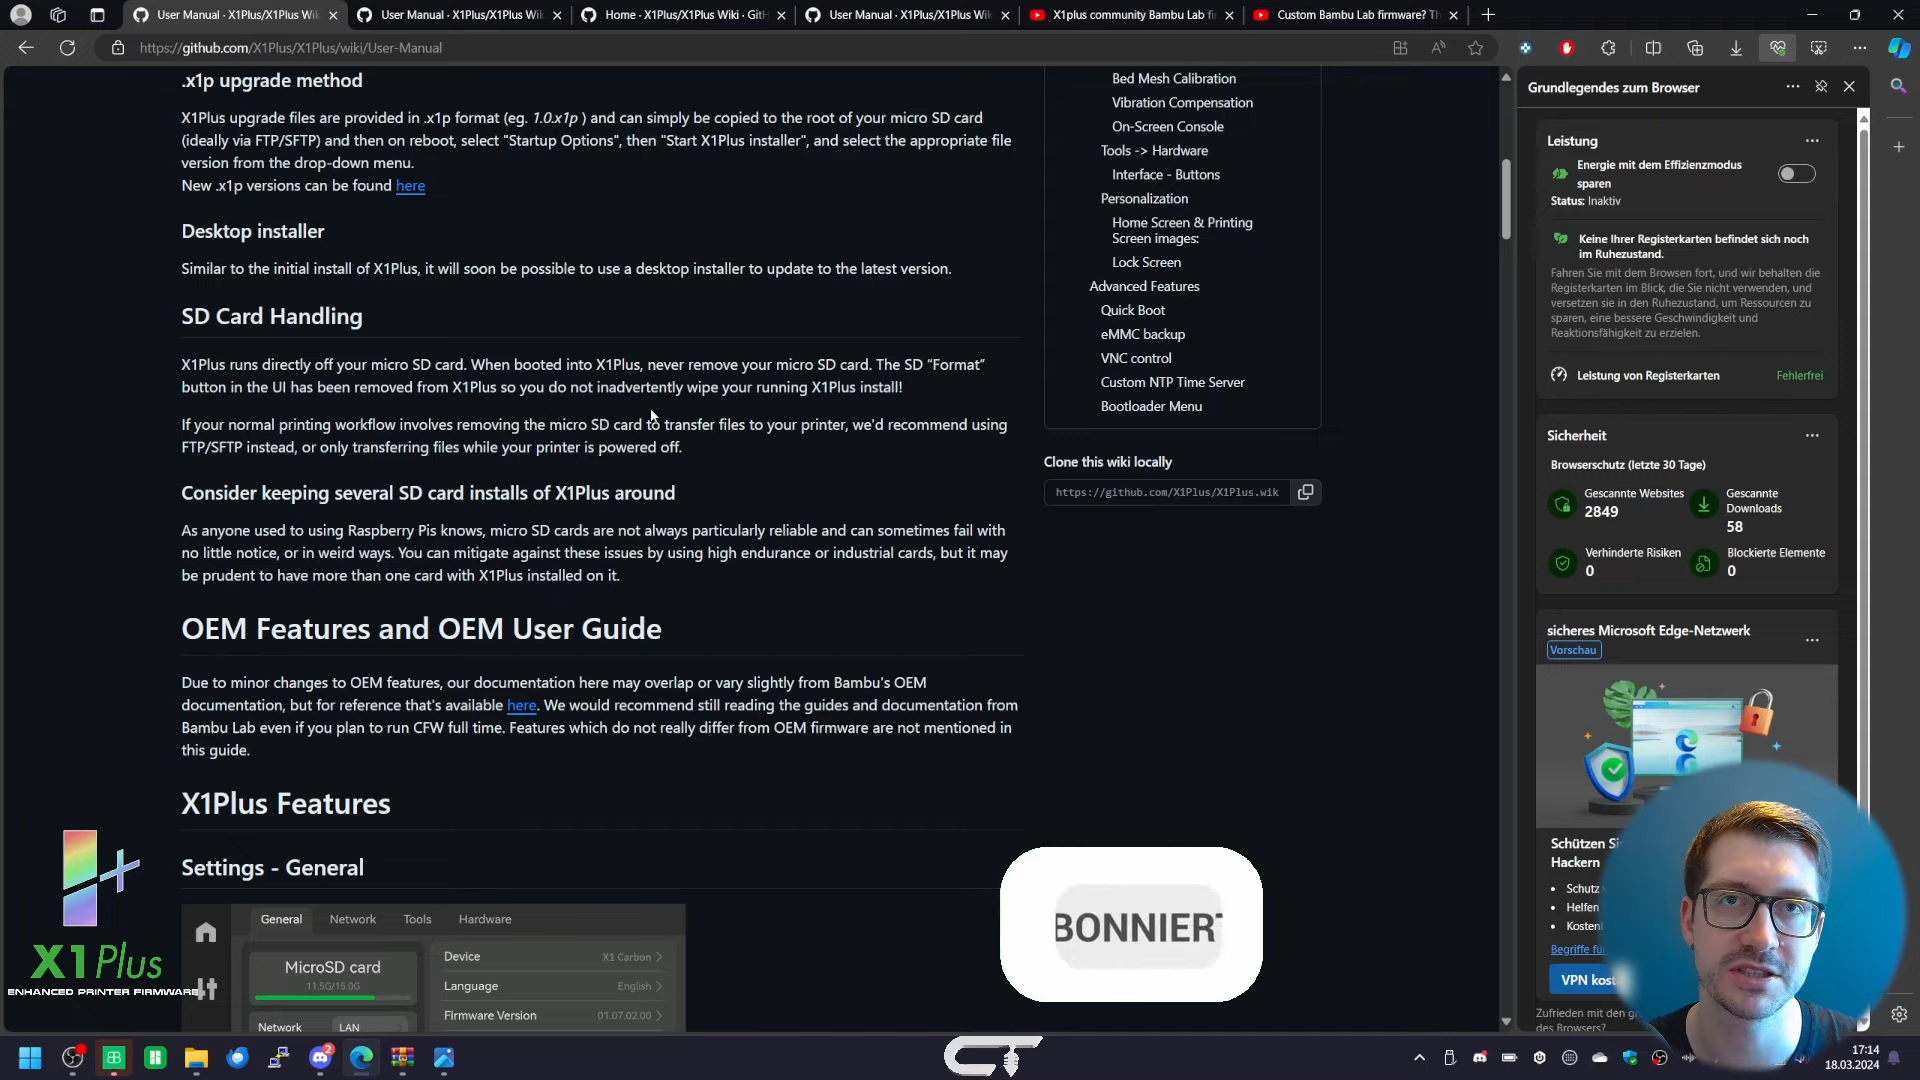 User Manual · X1Plus/X1Plus Wi
User Manual · X1Plus/X1Plus Wi
Home · X1Plus/X1Plus Wiki · GitH
User Manual · X1Plus/X1Plus Wi
X1plus community Bambu Lab fi
Custom Bambu Lab firmware? Th
https://github.com/X1Plus/X1Plus/wiki/User-Manual
.x1p upgrade method
X1Plus upgrade files are provided in .x1p format (eg. 1.0.x1p ) and can simply be copied to the root of your micro SD card
(ideally via FTP/SFTP) and then on reboot, select "Startup Options", then "Start X1Plus installer", and select the appropriate file
version from the drop-down menu.
New .x1p versions can be found here
Desktop installer
Similar to the initial install of X1Plus, it will soon be possible to use a desktop installer to update to the latest version.
SD Card Handling
X1Plus runs directly off your micro SD card. When booted into X1Plus, never remove your micro SD card. The SD “Format”
button in the UI has been removed from X1Plus so you do not inadvertently wipe your running X1Plus install!
If your normal printing workflow involves removing the micro SD card to transfer files to your printer, we'd recommend using
FTP/SFTP instead, or only transferring files while your printer is powered off.
Consider keeping several SD card installs of X1Plus around
As anyone used to using Raspberry Pis knows, micro SD cards are not always particularly reliable and can sometimes fail with
no little notice, or in weird ways. You can mitigate against these issues by using high endurance or industrial cards, but it may
be prudent to have more than one card with X1Plus installed on it.
OEM Features and OEM User Guide
Due to minor changes to OEM features, our documentation here may overlap or vary slightly from Bambu's OEM
documentation, but for reference that's available here. We would recommend still reading the guides and documentation from
Bambu Lab even if you plan to run CFW full time. Features which do not really differ from OEM firmware are not mentioned in
this guide.
X1Plus Features
Settings - General
General Network Tools Hardware
MicroSD card
11.5G/15.0G
Network LAN
Device X1 Carbon >
Language English >
Firmware Version 01.07.02.00 >
Bed Mesh Calibration
Vibration Compensation
On-Screen Console
Tools -> Hardware
Interface - Buttons
Personalization
Home Screen & Printing
Screen images:
Lock Screen
Advanced Features
Quick Boot
eMMC backup
VNC control
Custom NTP Time Server
Bootloader Menu
Clone this wiki locally
https://github.com/X1Plus/X1Plus.wik
Grundlegendes zum Browser
Leistung
Energie mit dem Effizienzmodus
sparen
Status: Inaktiv
Keine Ihrer Registerkarten befindet sich noch
im Ruhezustand.
Fahren Sie mit dem Browsen fort, und wir behalten die
Registerkarten im Blick, die Sie nicht verwenden, und
versetzen sie in den Ruhezustand, um Ressourcen zu
sparen, eine bessere Geschwindigkeit und
Reaktionsfähigkeit zu erzielen.
Leistung von Registerkarten Fehlerfrei
Sicherheit
Browserschutz (letzte 30 Tage)
Gescannte Websites
2849
Gescannte
Downloads
58
Verhinderte Risiken
0
Blockierte Elemente
0
sicheres Microsoft Edge-Netzwerk
Vorschau
Schützen Si
Hackern
Schutz
Helfen
Kosten
Begriffe fü
VPN kost
Zufrieden mit den
des Browsers?
X1Plus
ENHANCED PRINTER FIRMWARE
BONNIER
CT
2
17:14
18.03.2024